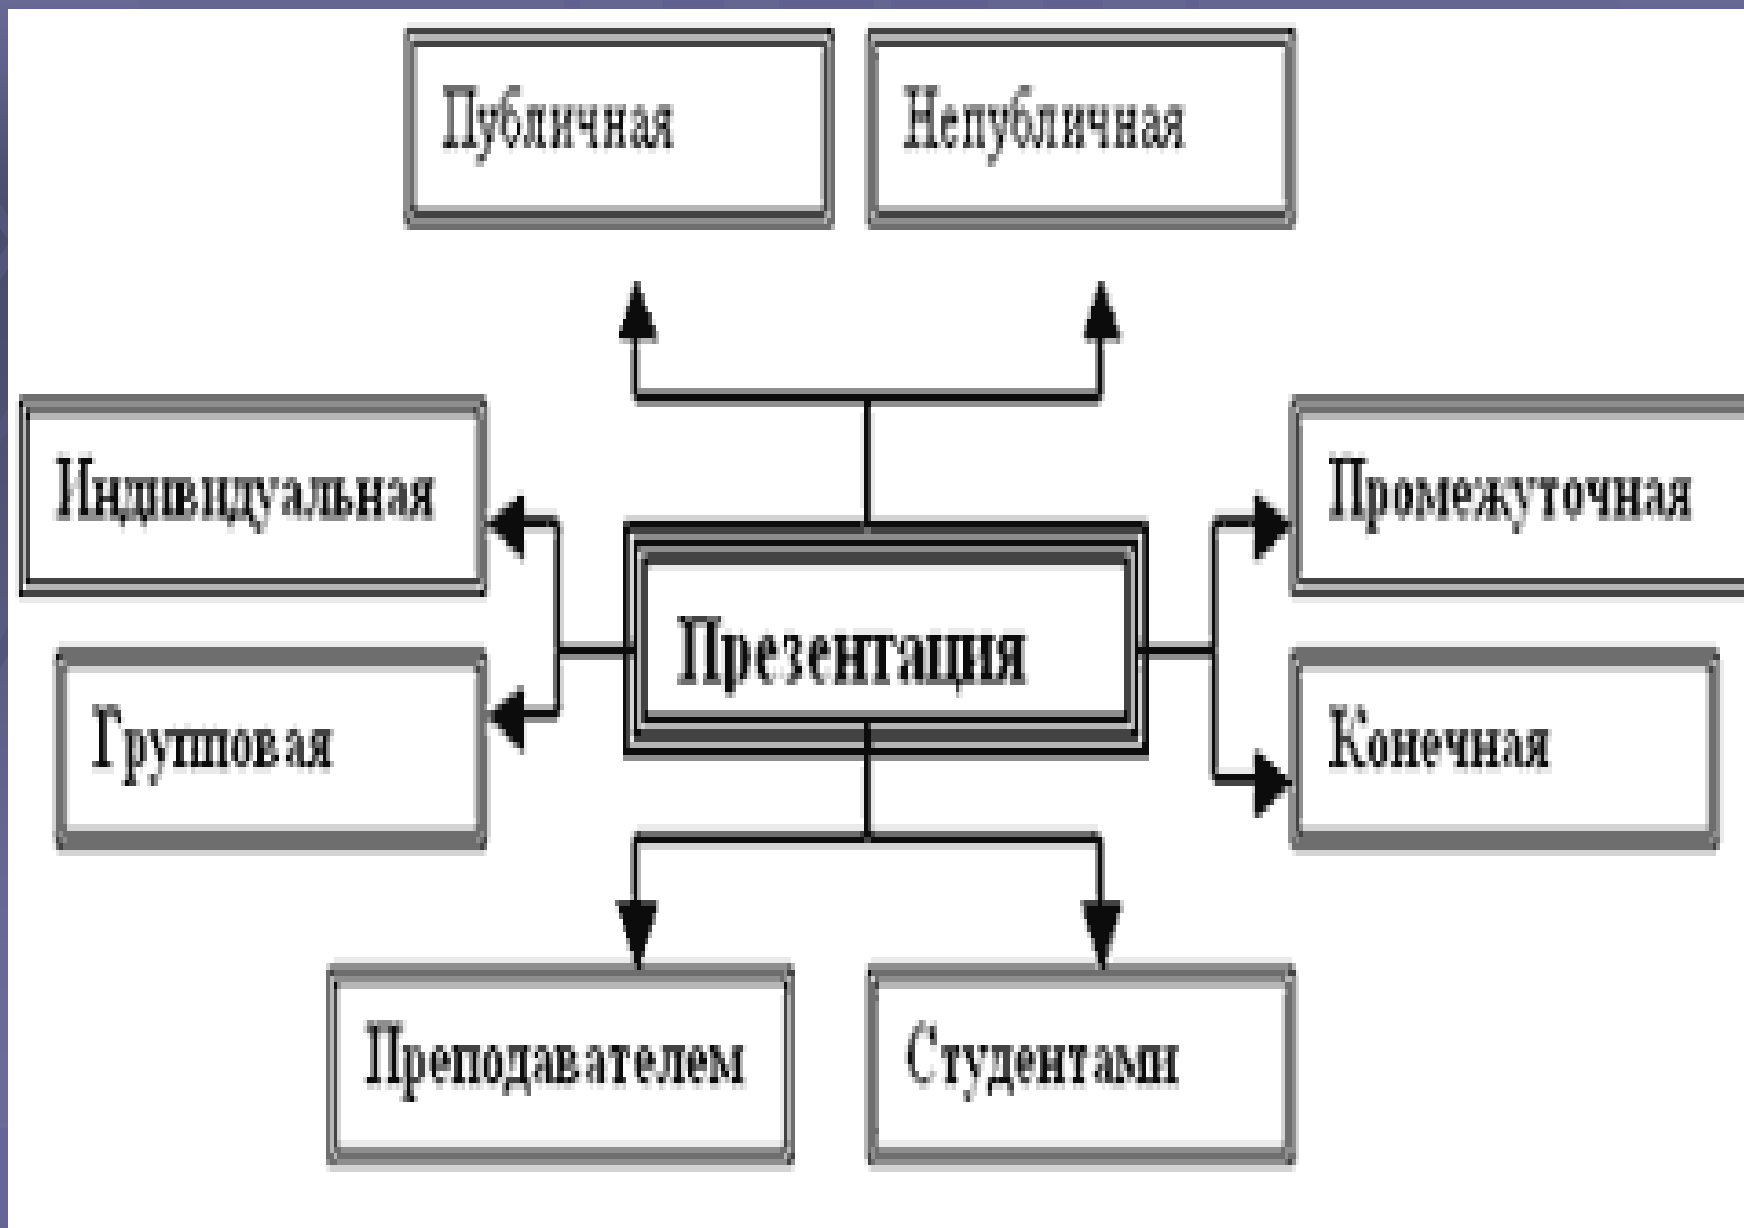 Публичная
Непубличная
Индивидуальная
Промежуточная
Презентация
Групповая
Конечная
Преподавателем
Студентами